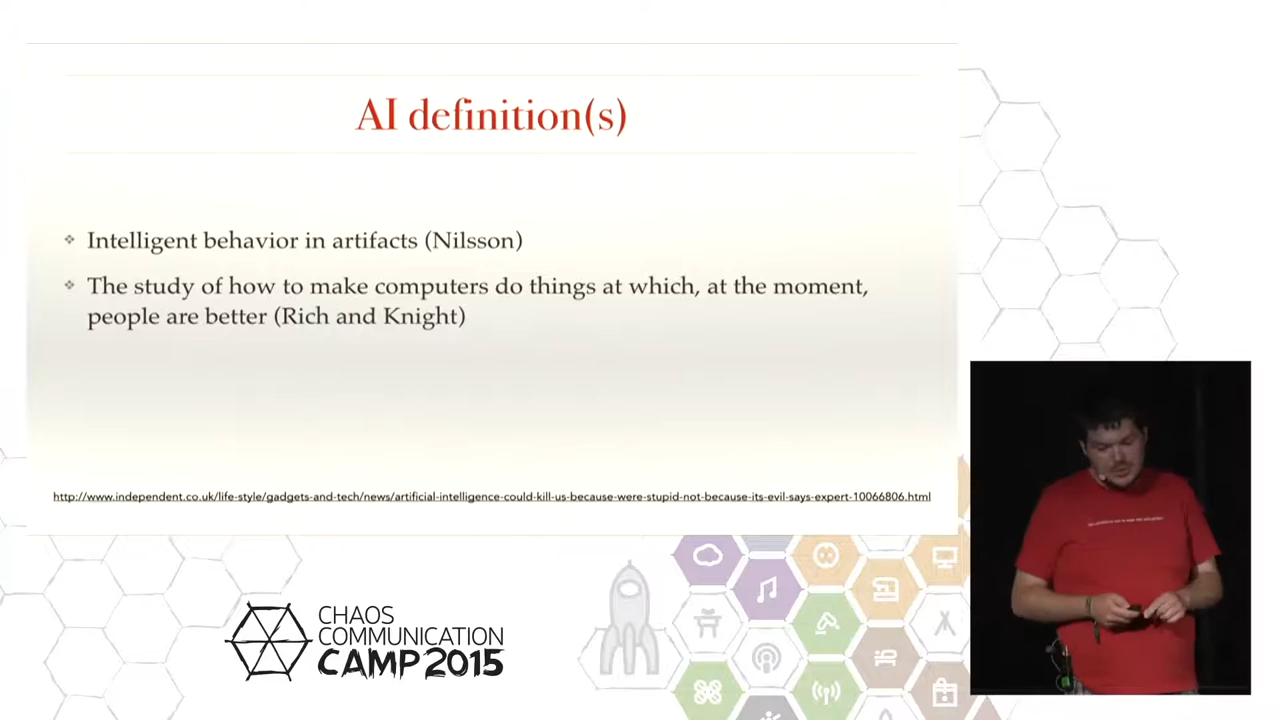 AI definition(s)
Intelligent behavior in artifacts (Nilsson)
The study of how to make computers do things at which, at the moment,
people are better (Rich and Knight)
http://www.independent.co.uk/life-style/gadgets-and-tech/news/artificial-intelligence-could-kill-us-because-were-stupid-not-because-its-evil-says-expert-10066806.html
CHAOS
COMMUNICATION
CAMP 2015